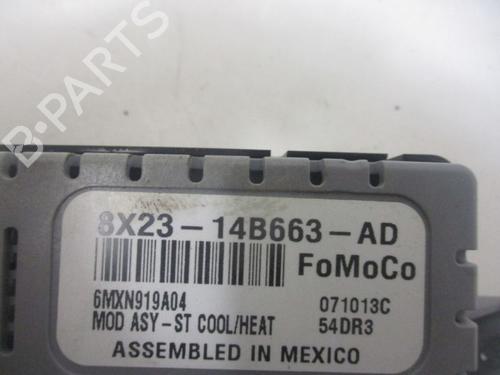 B-PARTS
8X23-14B663-AD
FoMoCo
6MXN919A04 071013C
MOD ASY-ST COOL/HEAT 54DR3
ASSEMBLED IN MEXICO